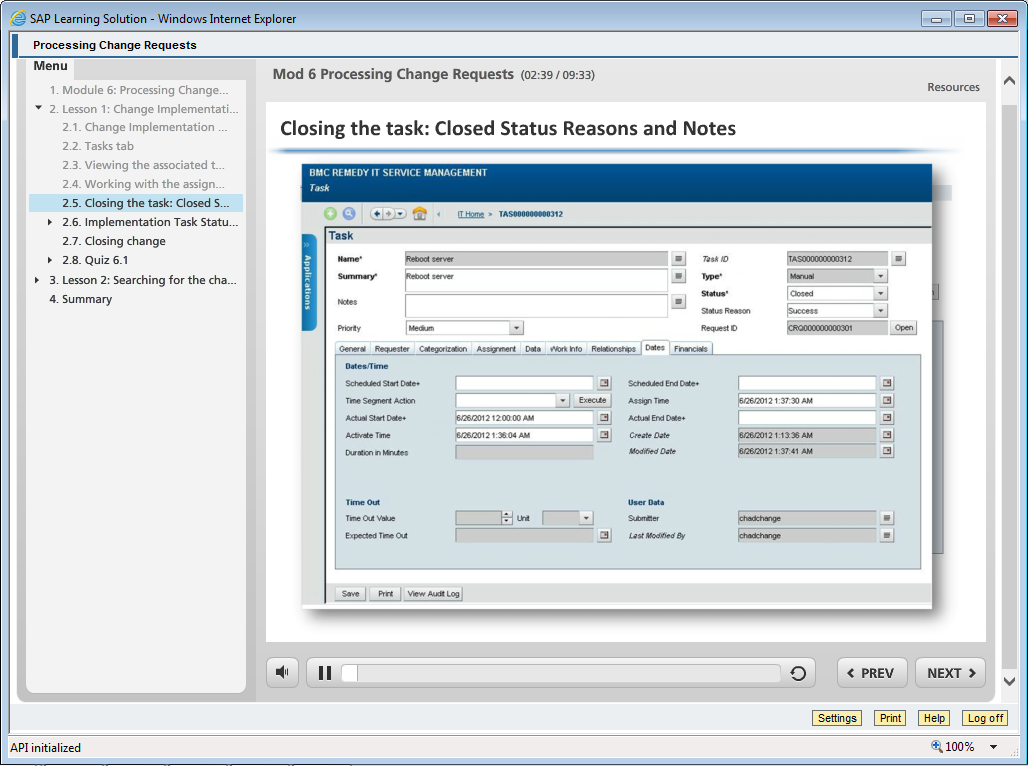 SAP Learning Solution - Windows Internet Explorer
Processing Change Requests
Menu
1. Module 6: Processing Change...
2. Lesson 1: Change Implementati...
2.1. Change Implementation ...
2.2. Tasks tab
2.3. Viewing the associated t...
2.4. Working with the assign...
2.5. Closing the task: Closed S...
2.6. Implementation Task Statu...
2.7. Closing change
2.8. Quiz 6.1
3. Lesson 2: Searching for the cha...
4. Summary
Mod 6 Processing Change Requests (02:39 / 09:33)
Resources
Closing the task: Closed Status Reasons and Notes
BMC REMEDY IT SERVICE MANAGEMENT
Task
IT Home > TAS000000000312
Applications
Task
Name* Reboot server Task ID TAS000000000312
Summary* Reboot server Type* Manual
Status* Closed
Notes Status Reason Success
Priority Medium Request ID CRQ000000000301 Open
General Requester Categorization Assignment Data Work Info Relationships Dates Financials
Dates/Time
Scheduled Start Date+ Scheduled End Date+
Time Segment Action Execute Assign Time 6/26/2012 1:37:30 AM
Actual Start Date+ 6/26/2012 12:00:00 AM Actual End Date+
Activate Time 6/26/2012 1:36:04 AM Create Date 6/26/2012 1:13:36 AM
Duration in Minutes Modified Date 6/26/2012 1:37:41 AM
Time Out User Data
Time Out Value Unit Submitter chadchange
Expected Time Out Last Modified By chadchange
Save Print View Audit Log
PREV NEXT
Settings Print Help Log off
API initialized 100%